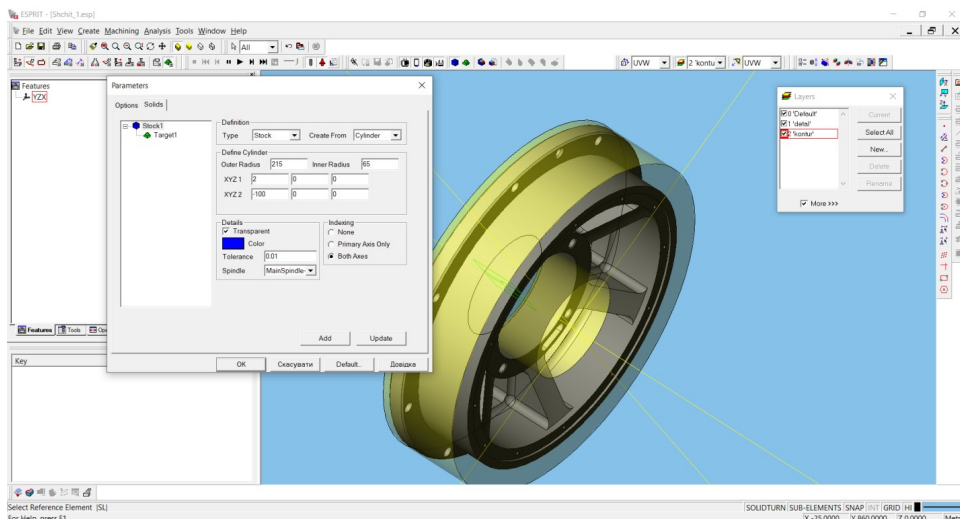 ESPRIT - [Shchit_1.esp]
File Edit View Create Machining Analysis Tools Window Help
All
UVW 2 'kontu' UVW
Features
YZX
Parameters
Options Solids
Stock1
Target1
Definition
Type Stock Create From Cylinder
Define Cylinder
Outer Radius 215 Inner Radius 65
XYZ 1 2 0 0
XYZ 2 -100 0 0
Details
Transparent
Color
Tolerance 0.01
Spindle MainSpindle-
Indexing
None
Primary Axis Only
Both Axes
Add Update
OK Скасувати Default... Довідка
Layers
0 'Default'
1 'detal'
2 'kontur'
Current
Select All
New...
Delete
Rename
More >>>
Features Tools Ope
Key
Select Reference Element |SL|
SOLIDTURN SUB-ELEMENTS SNAP INT GRID HI
For Help, press F1
X -25.0000 Y 960.0000 Z 0.0000 Met